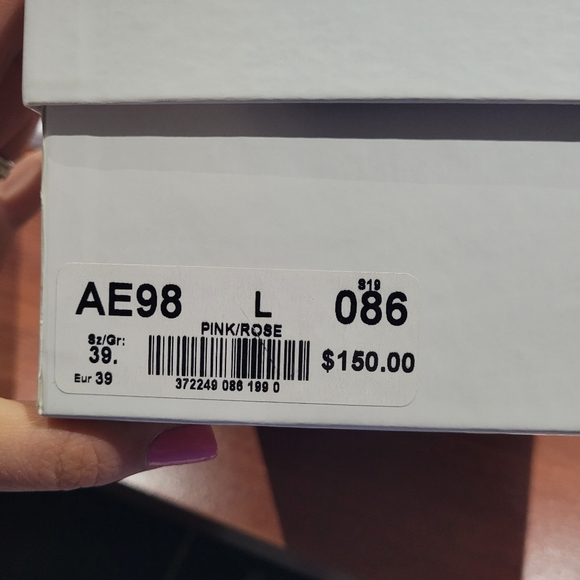 S19
AE98 L 086
PINK/ROSE
Sz/Gr:
39. $150.00
Eur 39
372249 086 199 0